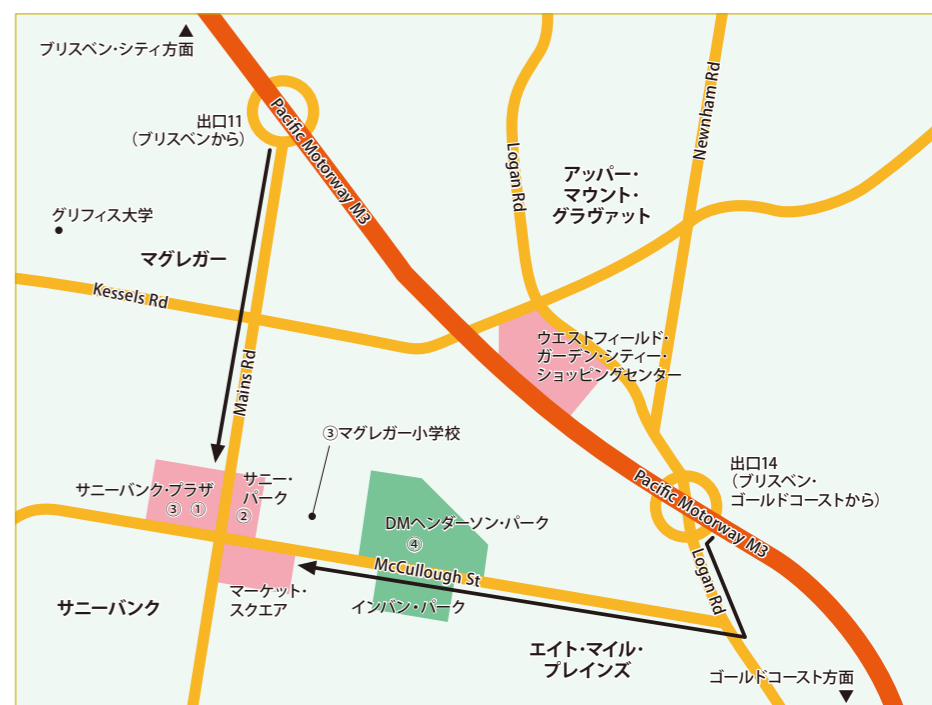 ブリスベン・シティ方面
出口11
（ブリスベンから）
Pacific Motorway M3
Logan Rd
Newnham Rd
アッパー・
マウント・
グラヴァット
グリフィス大学
マグレガー
Kessels Rd
Mains Rd
ウエストフィールド・
ガーデン・シティー・
ショッピングセンター
③マグレガー小学校
サニーバンク・プラザ
③ ①
サニー・
パーク
②
出口14
（ブリスベン・
ゴールドコーストから）
Pacific Motorway M3
DMヘンダーソン・パーク
④
McCullough St
Logan Rd
マーケット・
スクエア
インバン・パーク
サニーバンク
エイト・マイル・
プレインズ
ゴールドコースト方面